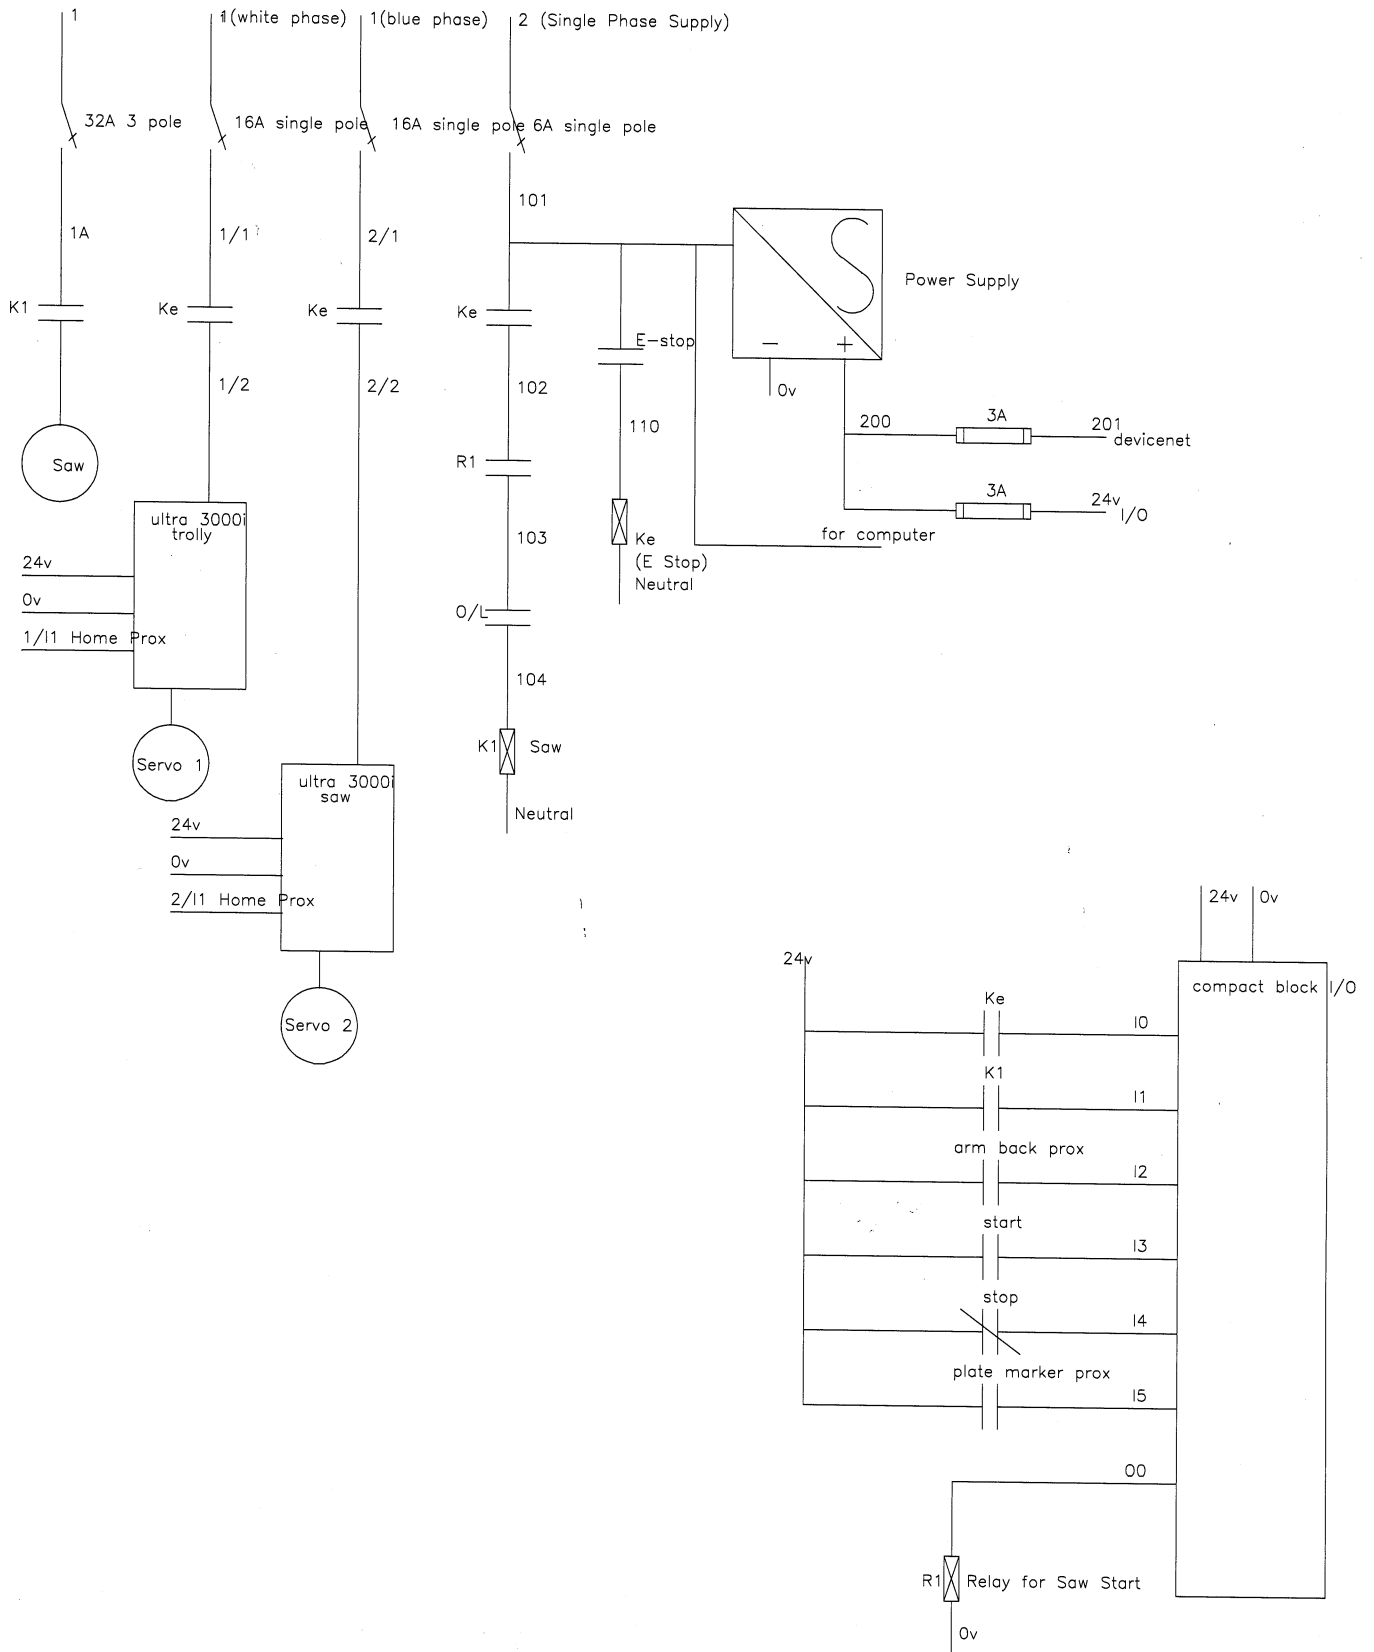 1
1(white phase)
1(blue phase)
2 (Single Phase Supply)
32A 3 pole
16A single pole
16A single pole
6A single pole
101
1A
1/1
2/1
Power Supply
K1
Ke
Ke
Ke
E-stop
- +
0v
1/2
2/2
102
110
200
3A
201
devicenet
Saw
R1
3A
24v
I/O
ultra 3000i
trolly
103
Ke
(E Stop)
Neutral
for computer
24v
0v
1/I1 Home Prox
O/L
104
Servo 1
K1
Saw
Neutral
ultra 3000i
saw
24v
0v
2/I1 Home Prox
Servo 2
24v
0v
24v
compact block I/O
Ke
I0
K1
I1
arm back prox
I2
start
I3
stop
I4
plate marker prox
I5
O0
R1
Relay for Saw Start
0v